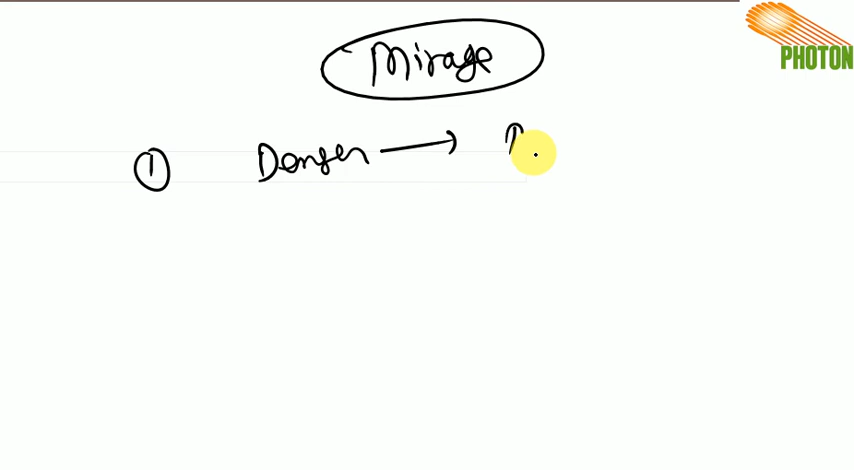 PHOTON
Mirage
① Denser →